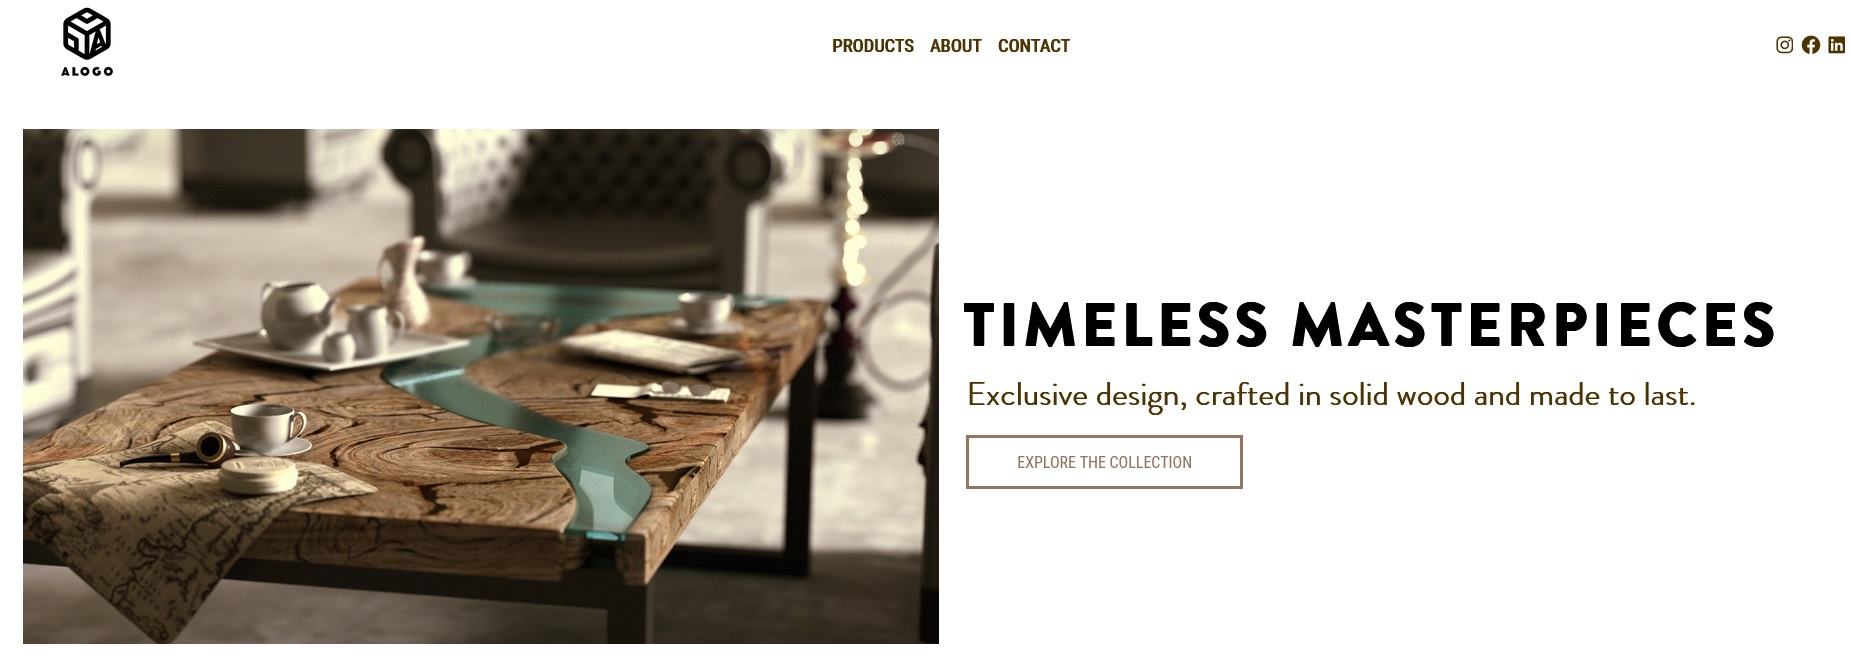 ALOGO
PRODUCTS ABOUT CONTACT
TIMELESS MASTERPIECES
Exclusive design, crafted in solid wood and made to last.
EXPLORE THE COLLECTION